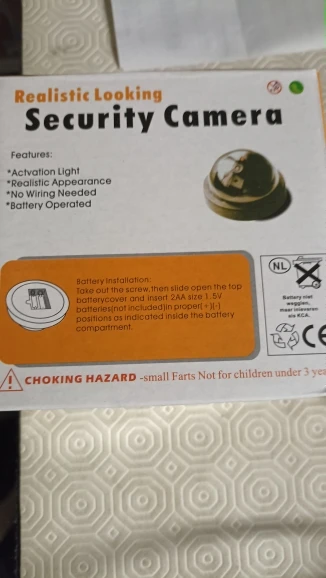 Realistic Looking
Security Camera
Features:
*Actvation Light
*Realistic Appearance
*No Wiring Needed
*Battery Operated
Battery Installation:
Take out the screw,then slide open the top
batterycover and insert 2AA size 1.5V
batteries(not included)in proper(+)(-)
positions as indicated inside the battery
compartment.
NL
Battery niet
weggilen,
maar inleveren
als KCA.
CE
! CHOKING HAZARD -small Farts Not for children under 3 yea